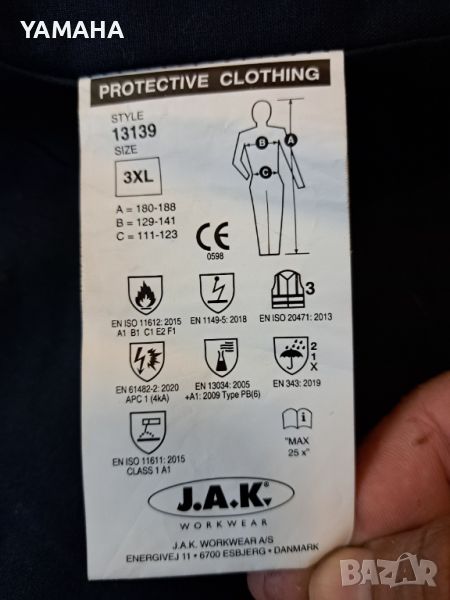 YAMAHA
PROTECTIVE CLOTHING
STYLE
13139
SIZE
3XL
A = 180-188
B = 129-141
C = 111-123
A
B
C
CE
0598
3
EN ISO 11612: 2015
A1 B1 C1 E2 F1
EN 1149-5: 2018
EN ISO 20471: 2013
2
1
X
EN 61482-2: 2020
APC 1 (4kA)
EN 13034: 2005
+A1: 2009 Type PB(6)
EN 343: 2019
i
EN ISO 11611: 2015
CLASS 1 A1
"MAX
25 x"
J.A.K.
WORKWEAR
J.A.K. WORKWEAR A/S
ENERGIVEJ 11 • 6700 ESBJERG • DANMARK
BAZAR